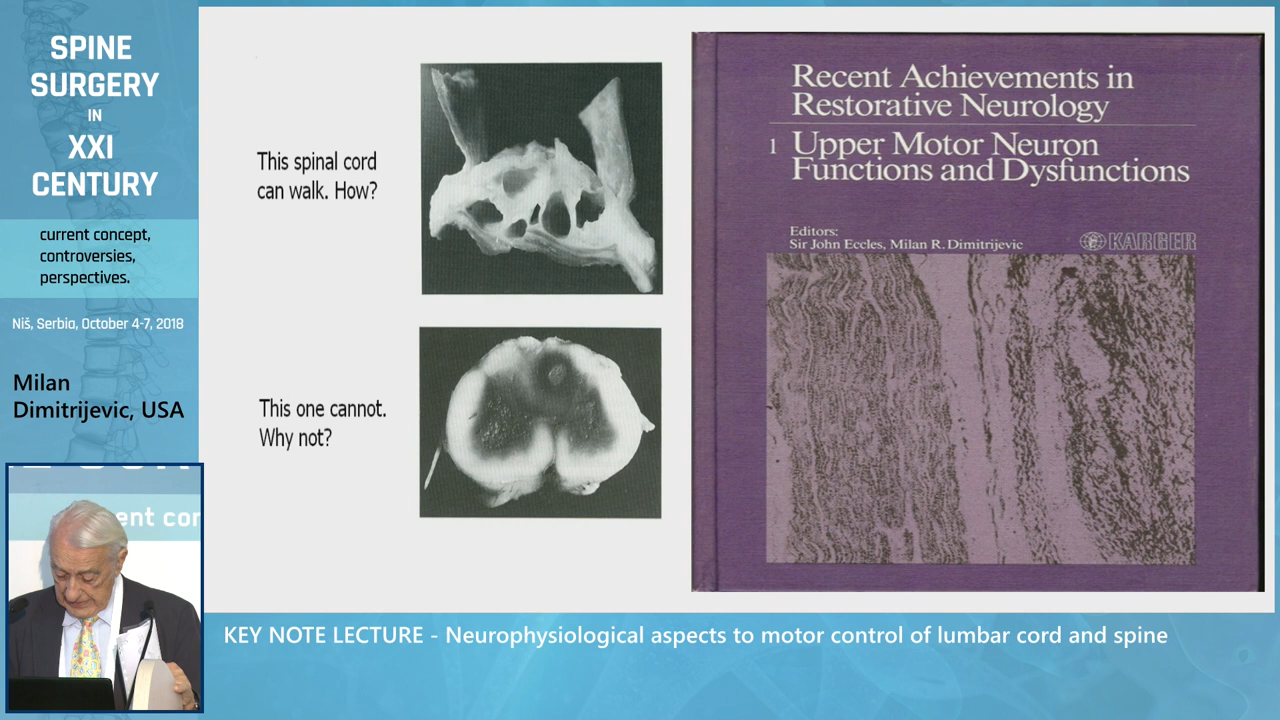 SPINE
SURGERY
IN
XXI
CENTURY
current concept,
controversies,
perspectives.
Niš, Serbia, October 4-7, 2018
Milan
Dimitrijevic, USA
This spinal cord
can walk. How?
This one cannot.
Why not?
Recent Achievements in
Restorative Neurology
1 Upper Motor Neuron
Functions and Dysfunctions
Editors:
Sir John Eccles, Milan R. Dimitrijevic
KARGER
ent con
KEY NOTE LECTURE - Neurophysiological aspects to motor control of lumbar cord and spine